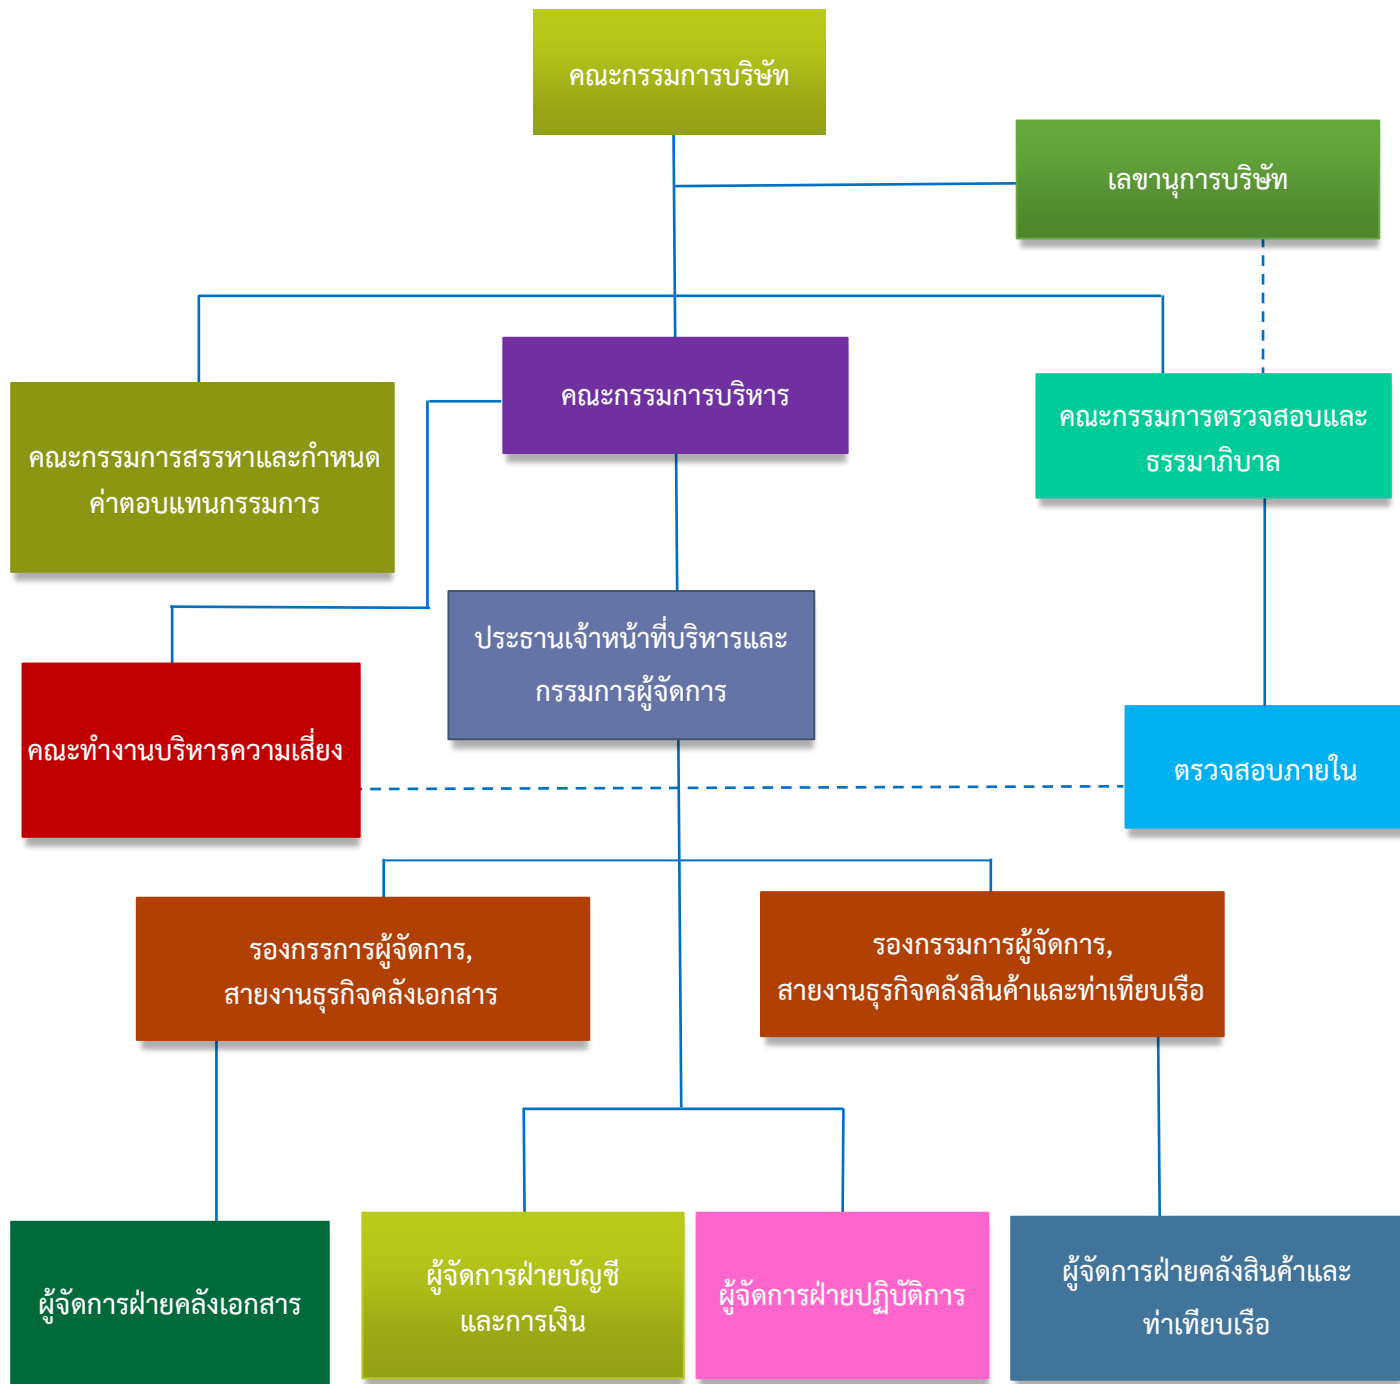 คณะกรรมการบริษัท
เลขานุการบริษัท
คณะกรรมการบริหาร
คณะกรรมการสรรหาและกำหนด
ค่าตอบแทนกรรมการ
คณะกรรมการตรวจสอบและ
ธรรมาภิบาล
ประธานเจ้าหน้าที่บริหารและ
กรรมการผู้จัดการ
คณะทำงานบริหารความเสี่ยง
ตรวจสอบภายใน
รองกรรการผู้จัดการ,
สายงานธุรกิจคลังเอกสาร
รองกรรมการผู้จัดการ,
สายงานธุรกิจคลังสินค้าและท่าเทียบเรือ
ผู้จัดการฝ่ายคลังเอกสาร
ผู้จัดการฝ่ายบัญชี
และการเงิน
ผู้จัดการฝ่ายปฏิบัติการ
ผู้จัดการฝ่ายคลังสินค้าและ
ท่าเทียบเรือ